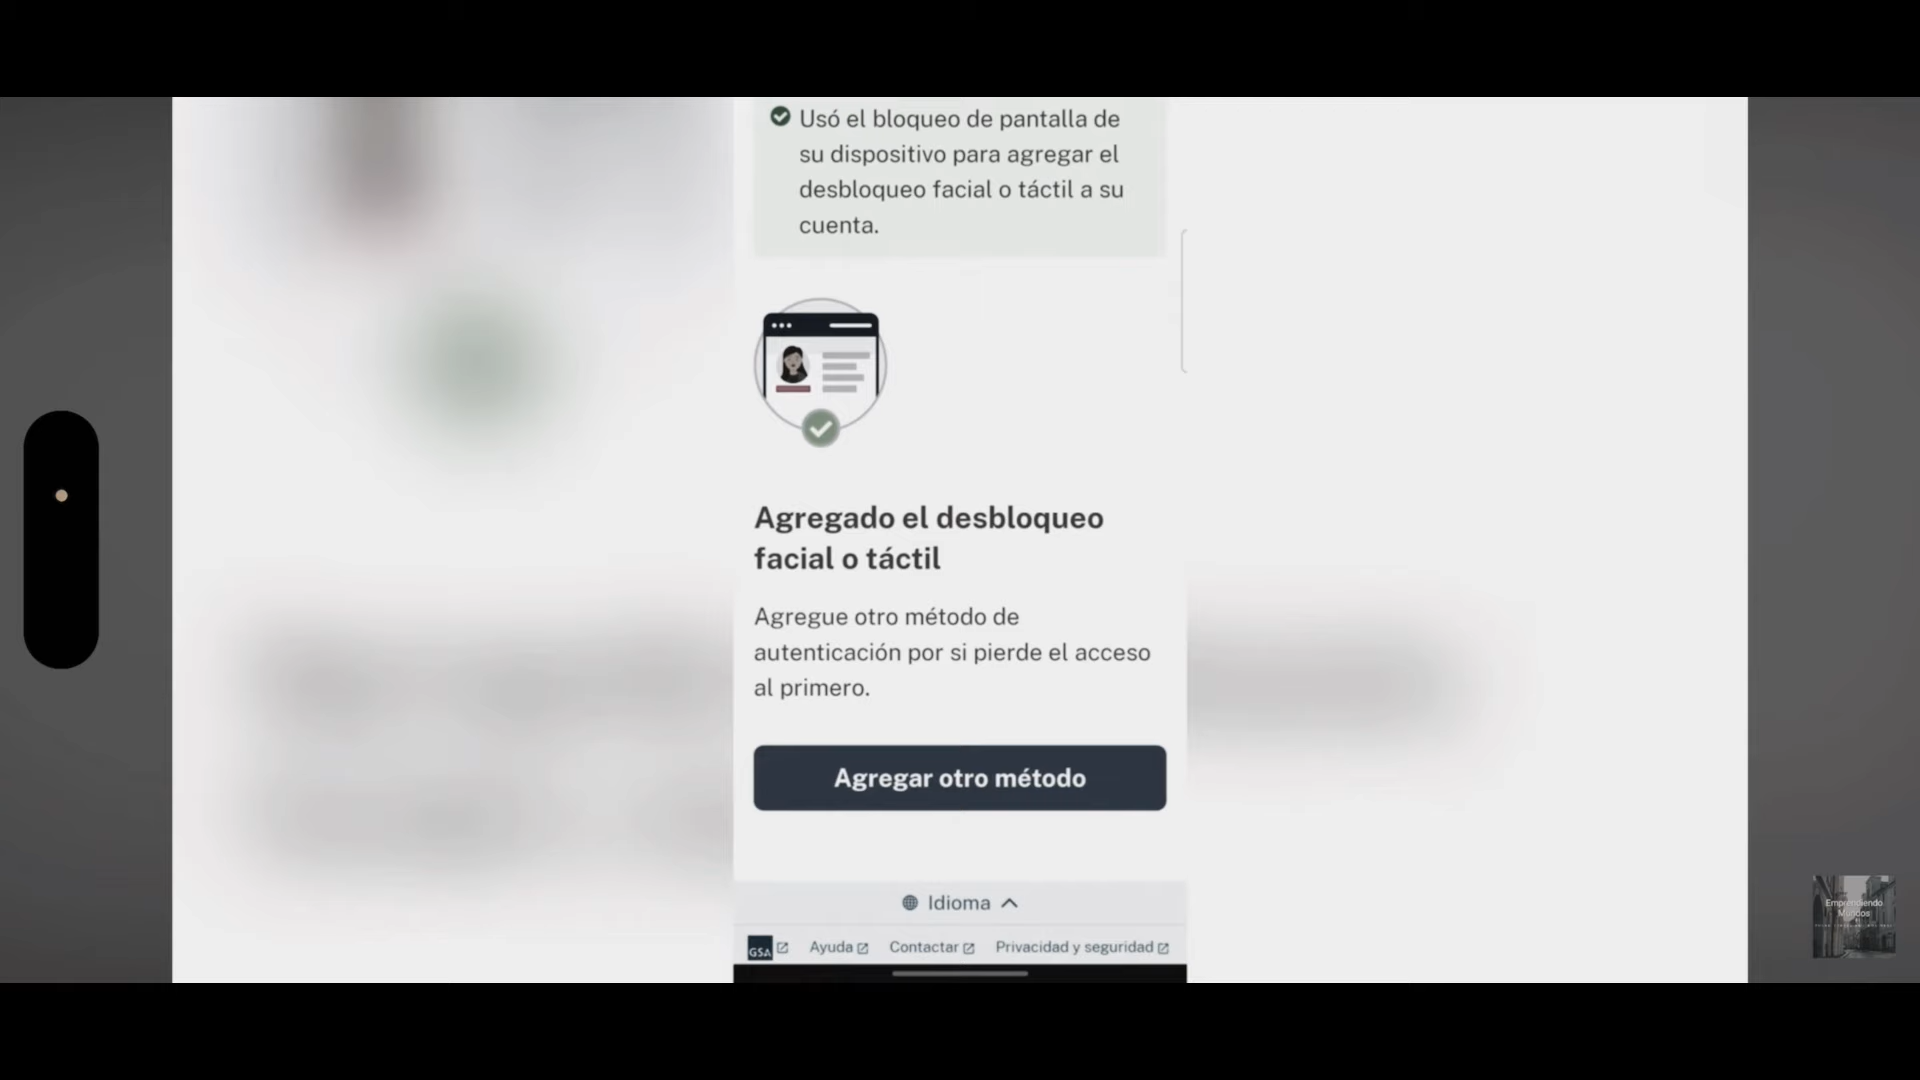 Usó el bloqueo de pantalla de
su dispositivo para agregar el
desbloqueo facial o táctil a su
cuenta.
Agregado el desbloqueo
facial o táctil
Agregue otro método de
autenticación por si pierde el acceso
al primero.
Agregar otro método
Idioma
GSA Ayuda Contactar Privacidad y seguridad
Emprendiendo
Mundos